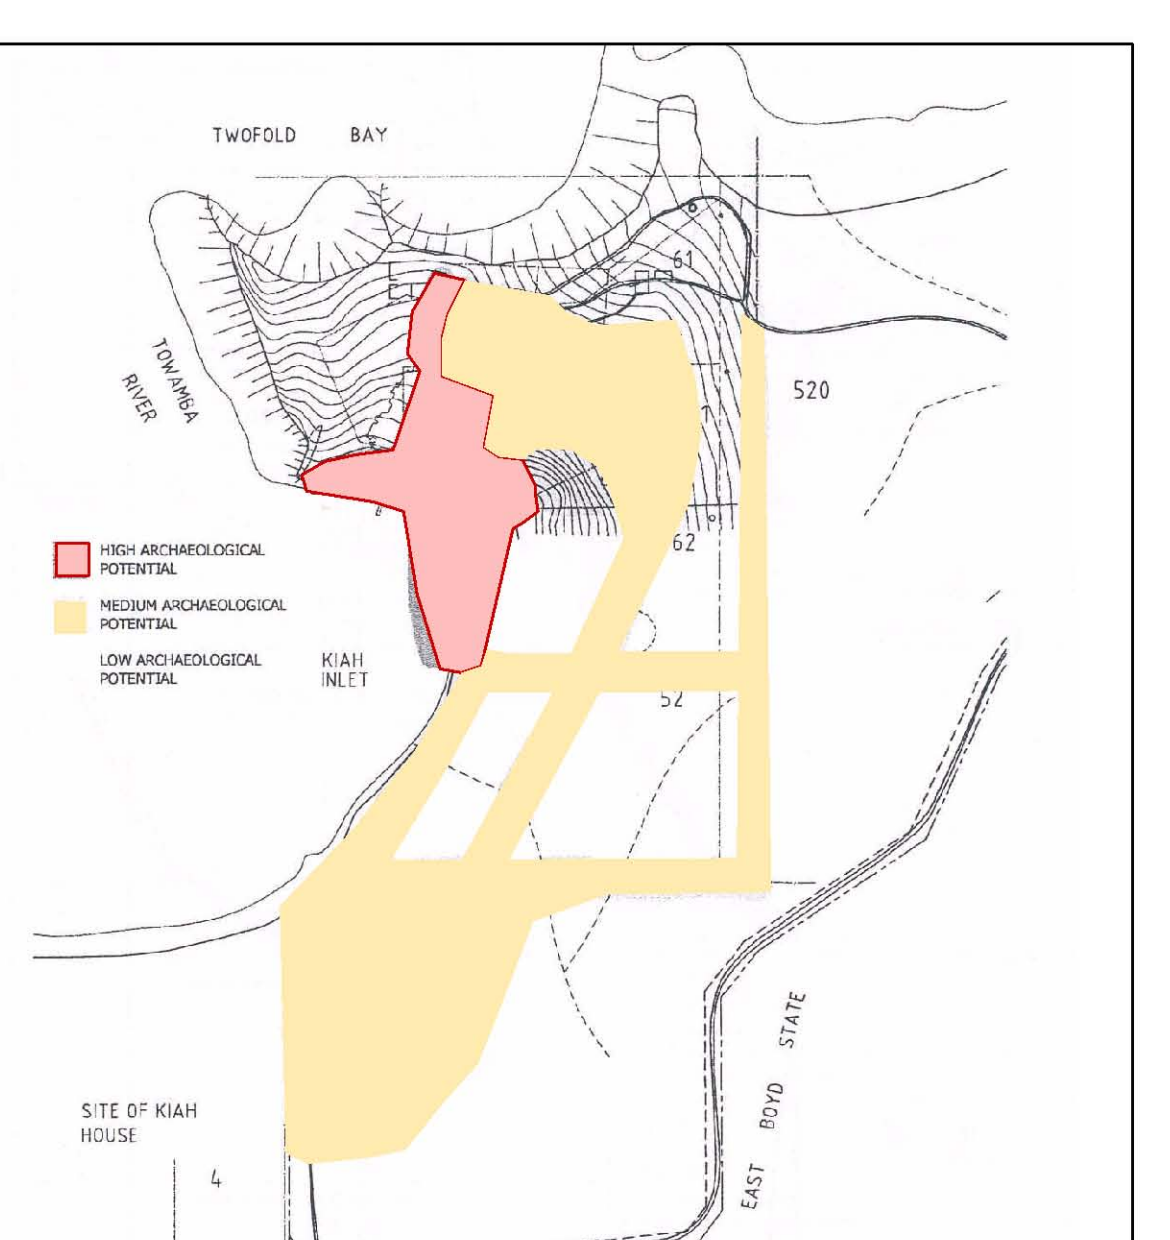 TWOFOLD BAY
61
TOWAMBA
RIVER
520
HIGH ARCHAEOLOGICAL
POTENTIAL
62
MEDIUM ARCHAEOLOGICAL
POTENTIAL
LOW ARCHAEOLOGICAL
POTENTIAL
KIAH
INLET
52
EAST BOYD STATE
SITE OF KIAH
HOUSE
4